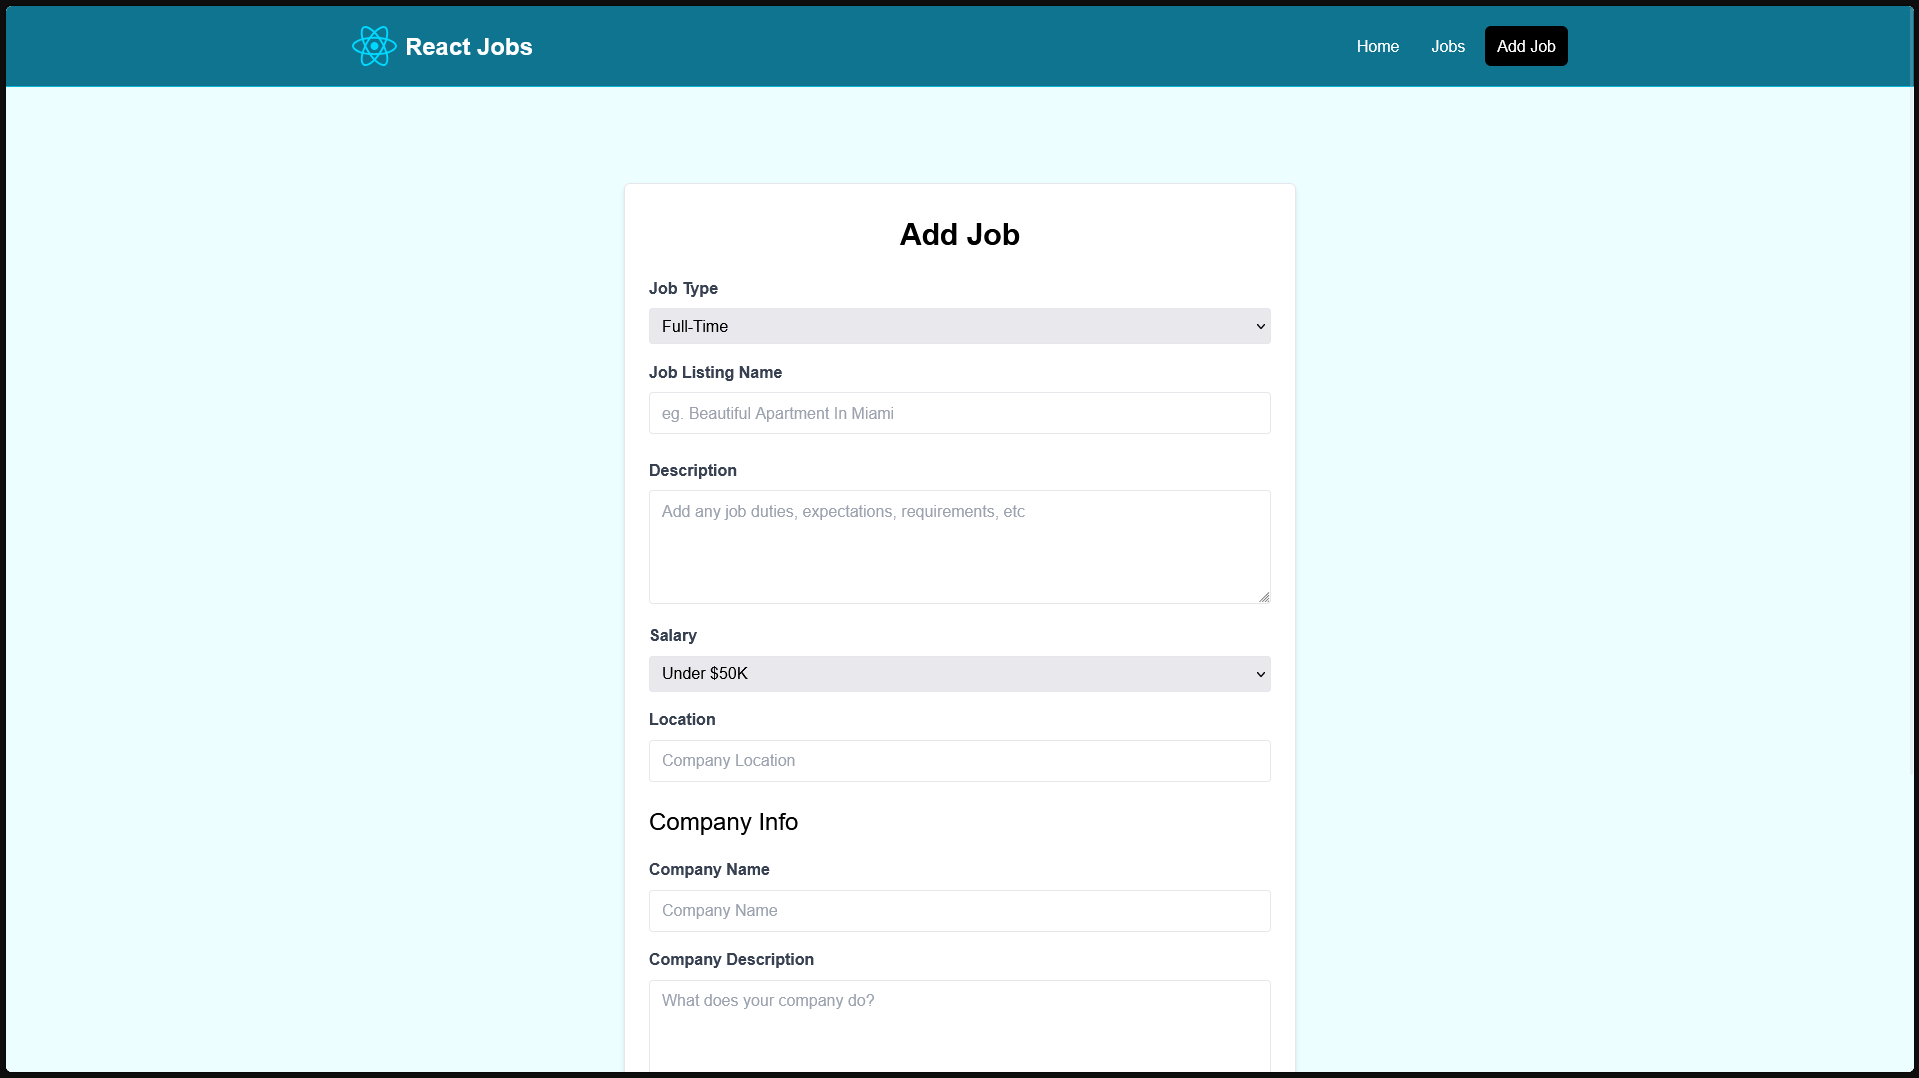 React Jobs
Home
Jobs
Add Job
Add Job
Job Type
Full-Time
Job Listing Name
eg. Beautiful Apartment In Miami
Description
Add any job duties, expectations, requirements, etc
Salary
Under $50K
Location
Company Location
Company Info
Company Name
Company Name
Company Description
What does your company do?